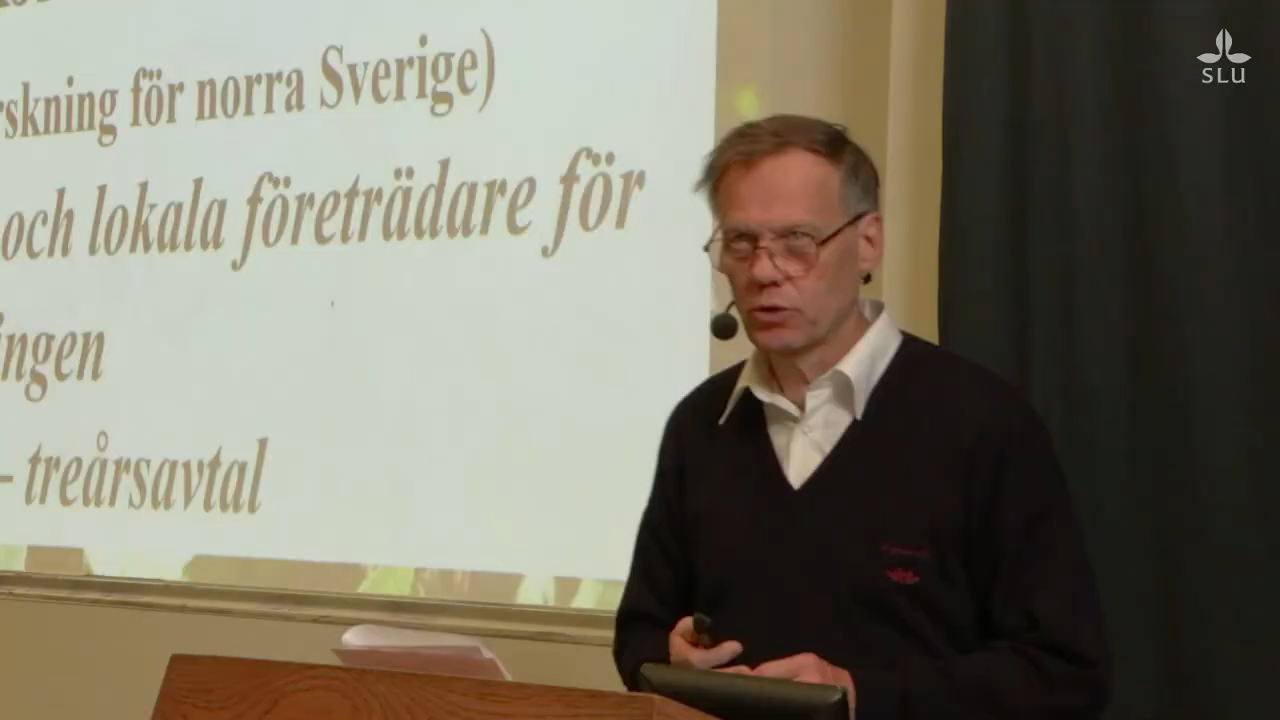 rskning för norra Sverige)
och lokala företrädare för
ingen
– treårsavtal
SLU